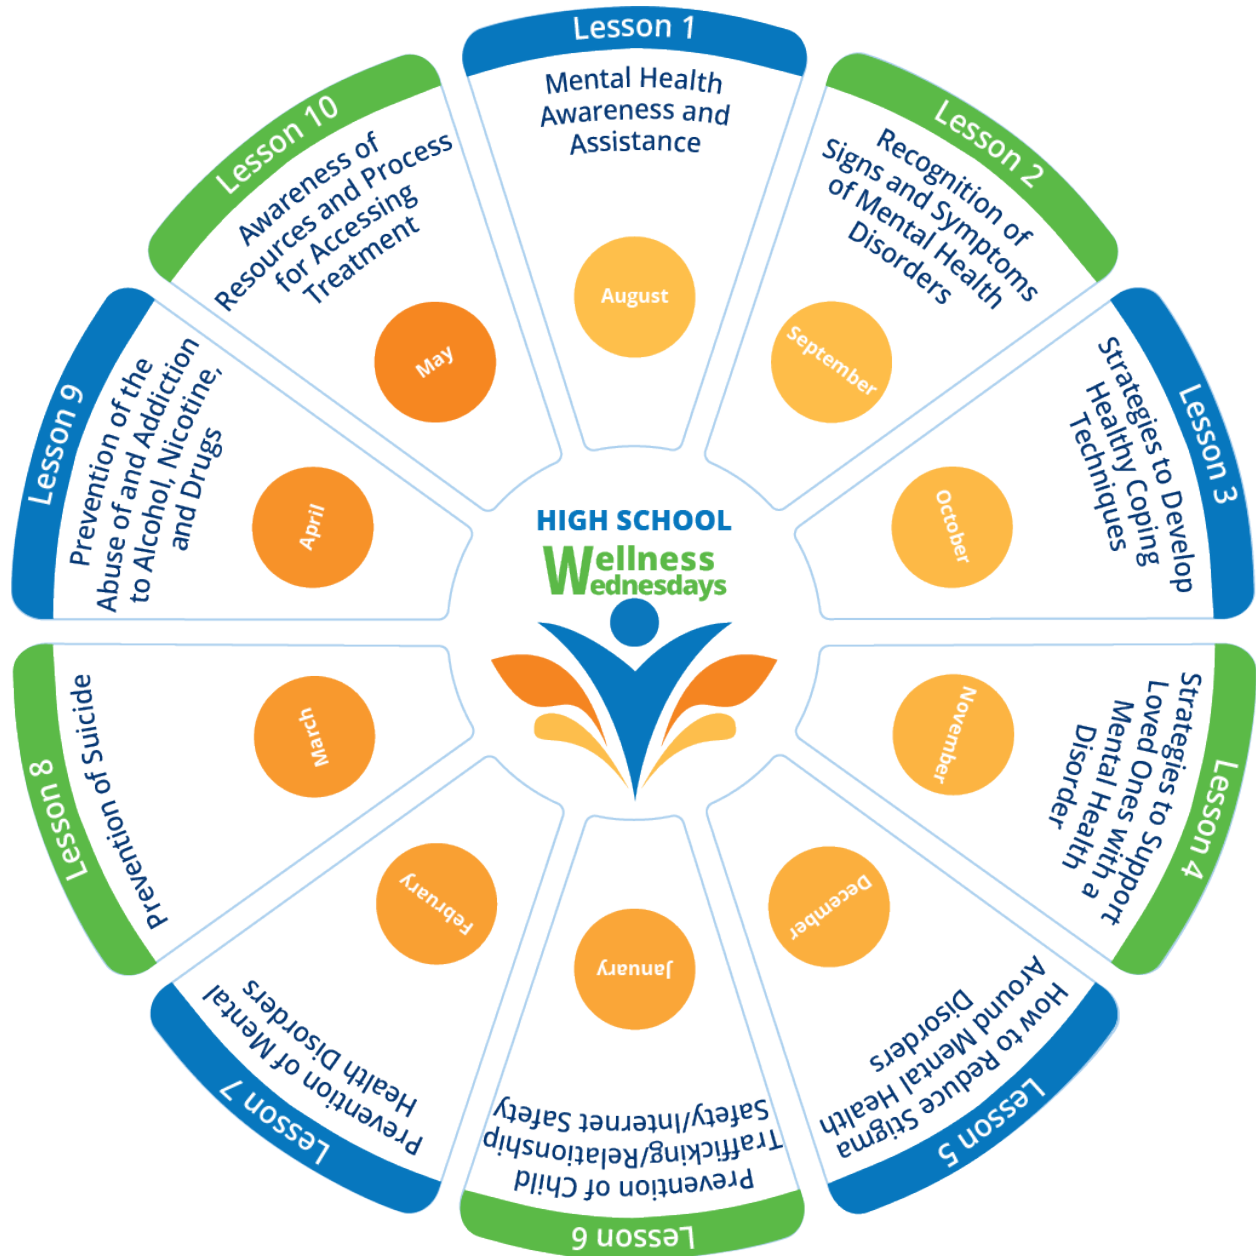 Lesson 1
Mental Health
Awareness and
Assistance
August
Lesson 2
Recognition of
Signs and Symptoms
of Mental Health
Disorders
September
Lesson 3
Strategies to Develop
Healthy Coping
Techniques
October
Lesson 4
Strategies to Support
Loved Ones with a
Mental Health
Disorder
November
Lesson 5
How to Reduce Stigma
Around Mental Health
Disorders
December
Lesson 6
Prevention of Child
Trafficking/Relationship
Safety/Internet Safety
January
Lesson 7
Prevention of Mental
Health Disorders
February
Lesson 8
Prevention of Suicide
March
Lesson 9
Prevention of the
Abuse of and Addiction
to Alcohol, Nicotine,
and Drugs
April
Lesson 10
Awareness of
Resources and Process
for Accessing
Treatment
May
HIGH SCHOOL
Wellness
Wednesdays